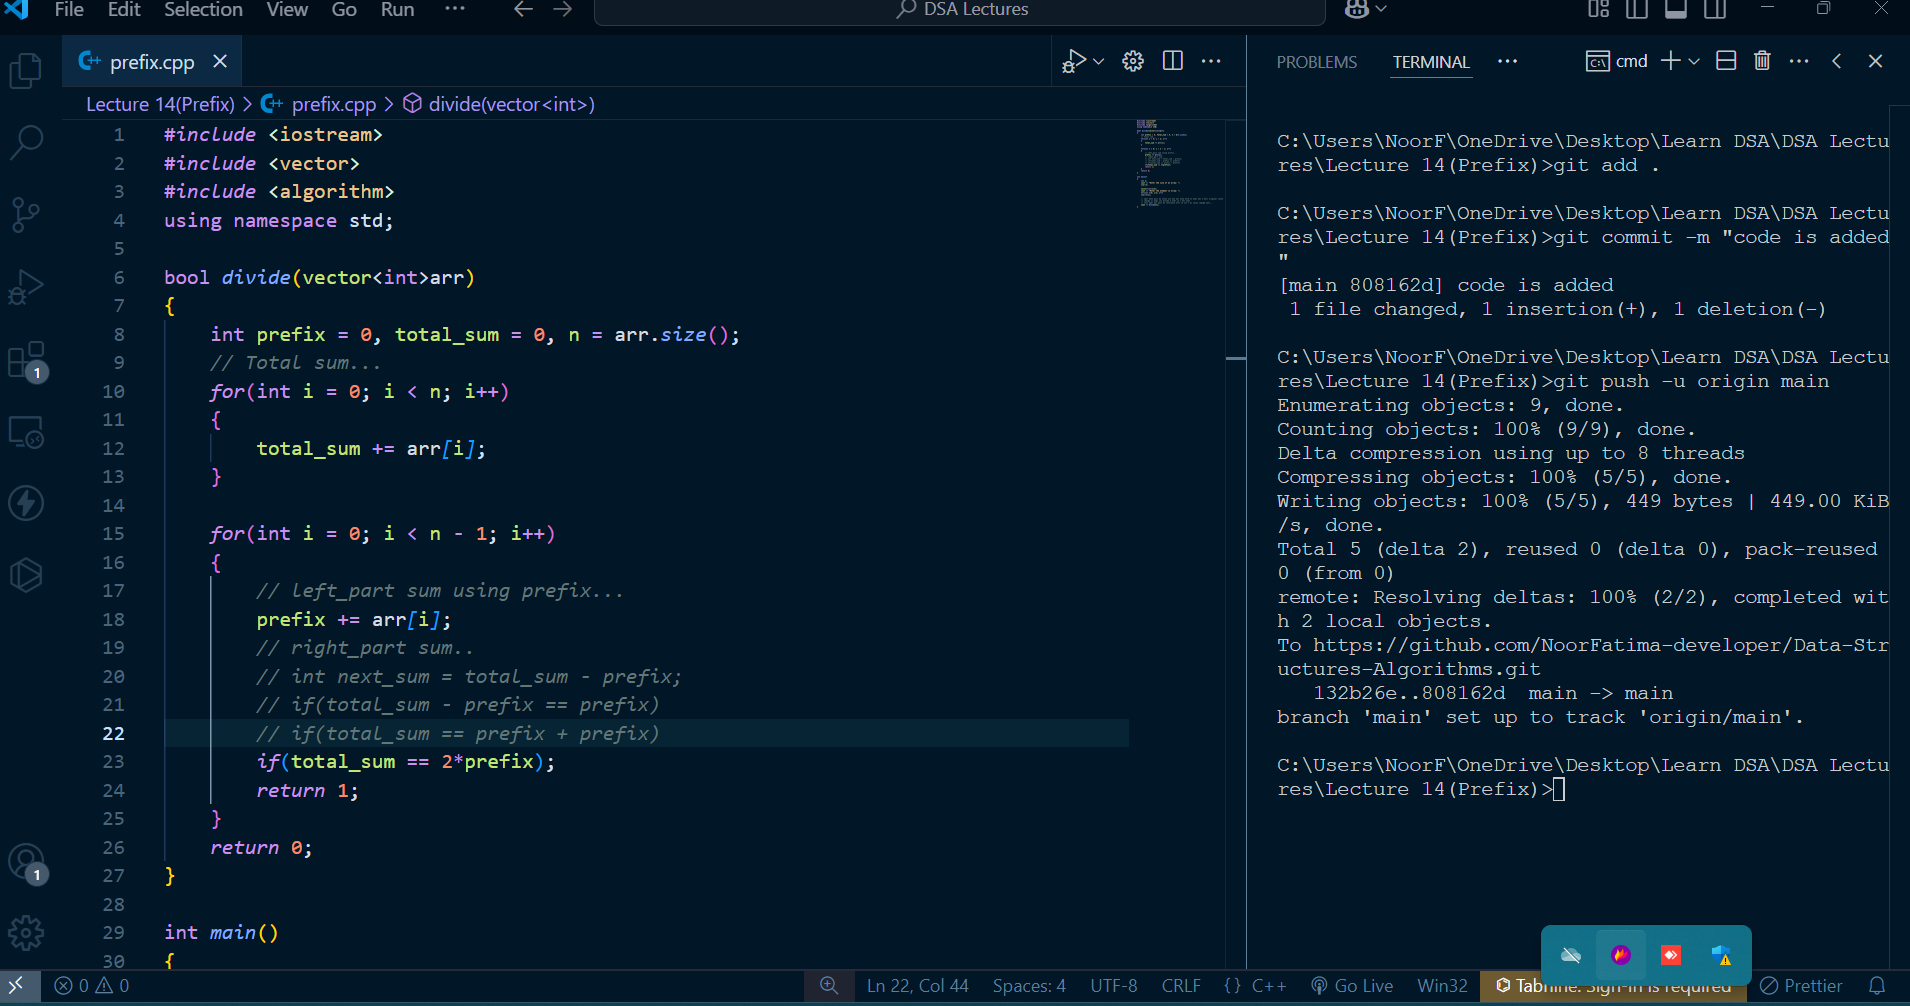 File Edit Selection View Go Run ··· DSA Lectures
prefix.cpp
Lecture 14(Prefix) > prefix.cpp > divide(vector<int>)
1 #include <iostream>
2 #include <vector>
3 #include <algorithm>
4 using namespace std;
5
6 bool divide(vector<int>arr)
7 {
8 int prefix = 0, total_sum = 0, n = arr.size();
9 // Total sum...
10 for(int i = 0; i < n; i++)
11 {
12 total_sum += arr[i];
13 }
14
15 for(int i = 0; i < n - 1; i++)
16 {
17 // left_part sum using prefix...
18 prefix += arr[i];
19 // right_part sum..
20 // int next_sum = total_sum - prefix;
21 // if(total_sum - prefix == prefix)
22 // if(total_sum == prefix + prefix)
23 if(total_sum == 2*prefix);
24 return 1;
25 }
26 return 0;
27 }
28
29 int main()
30 {
PROBLEMS TERMINAL ··· cmd
C:\Users\NoorF\OneDrive\Desktop\Learn DSA\DSA Lectu
res\Lecture 14(Prefix)>git add .
C:\Users\NoorF\OneDrive\Desktop\Learn DSA\DSA Lectu
res\Lecture 14(Prefix)>git commit -m "code is added
"
[main 808162d] code is added
1 file changed, 1 insertion(+), 1 deletion(-)
C:\Users\NoorF\OneDrive\Desktop\Learn DSA\DSA Lectu
res\Lecture 14(Prefix)>git push -u origin main
Enumerating objects: 9, done.
Counting objects: 100% (9/9), done.
Delta compression using up to 8 threads
Compressing objects: 100% (5/5), done.
Writing objects: 100% (5/5), 449 bytes | 449.00 KiB
/s, done.
Total 5 (delta 2), reused 0 (delta 0), pack-reused
0 (from 0)
remote: Resolving deltas: 100% (2/2), completed wit
h 2 local objects.
To https://github.com/NoorFatima-developer/Data-Str
uctures-Algorithms.git
132b26e..808162d main -> main
branch 'main' set up to track 'origin/main'.
C:\Users\NoorF\OneDrive\Desktop\Learn DSA\DSA Lectu
res\Lecture 14(Prefix)>
1
1
0 0 Ln 22, Col 44 Spaces: 4 UTF-8 CRLF {} C++ Go Live Win32 Tabnine: Sign-in is required Prettier